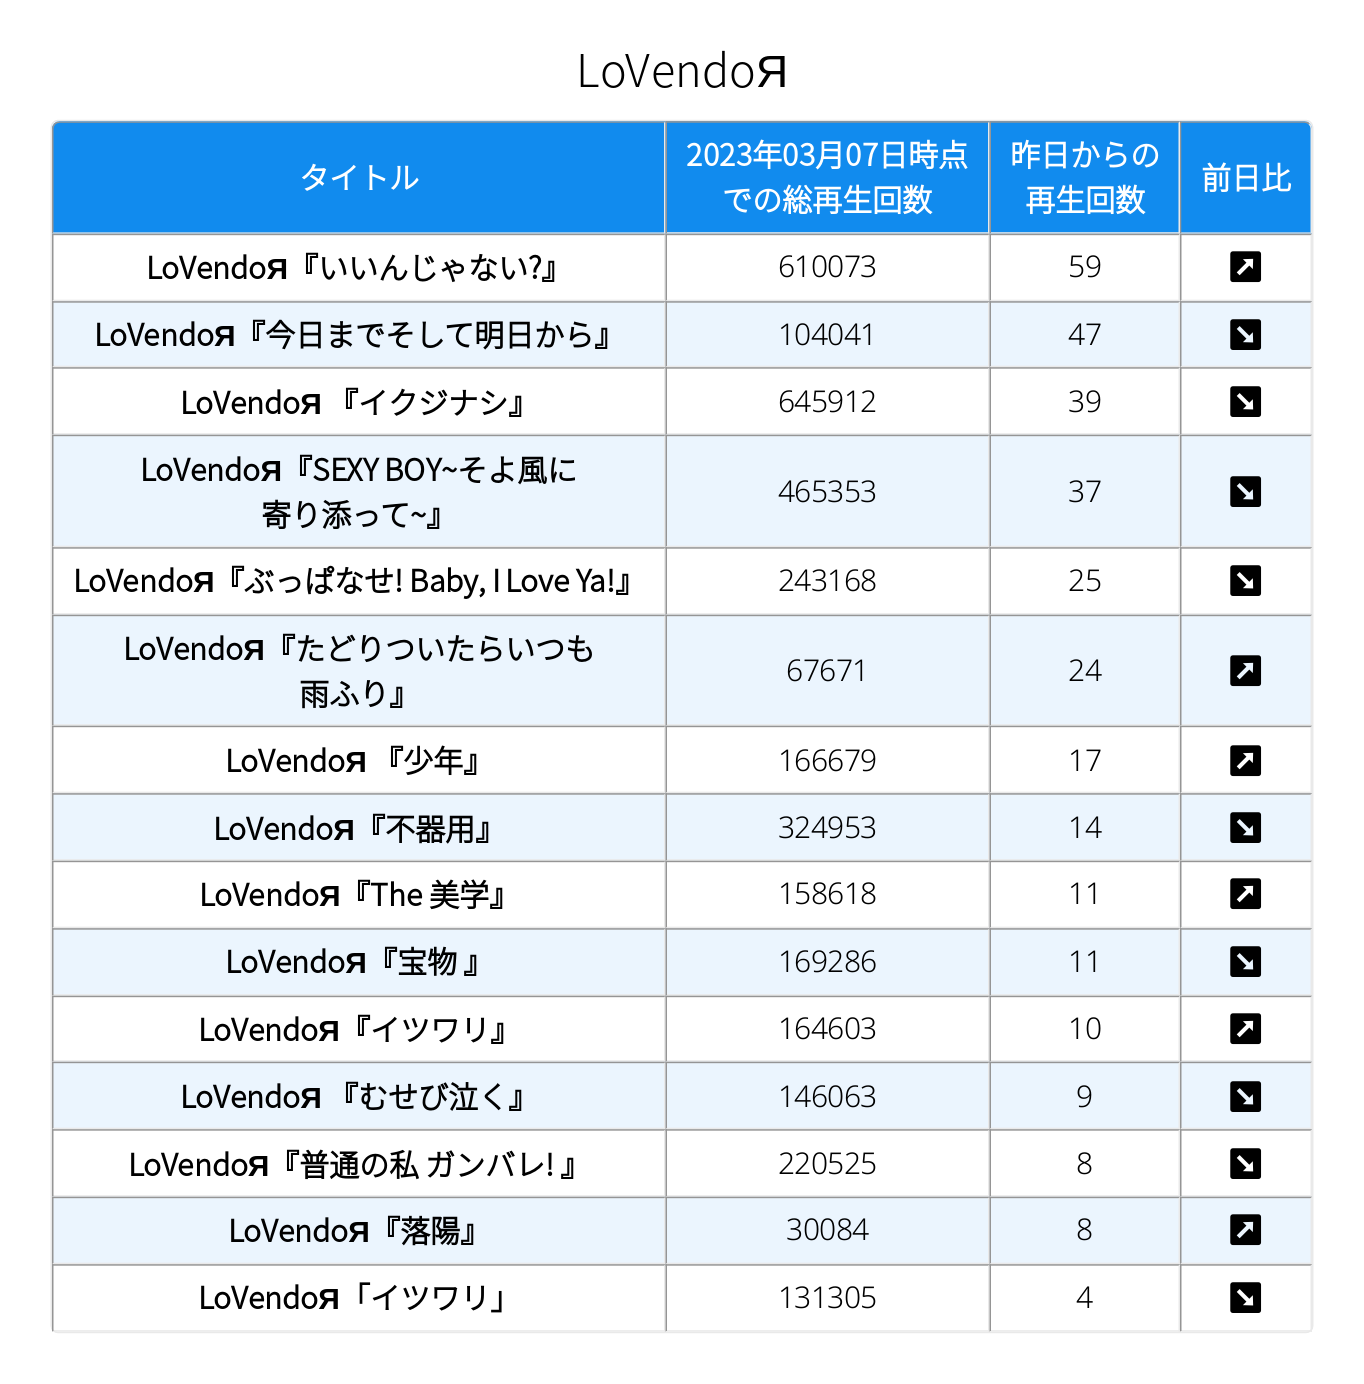 LoVendoЯ
タイトル
2023年03月07日時点
での総再生回数
昨日からの
再生回数
前日比
LoVendoЯ『いいんじゃない?』 610073 59 ↗
LoVendoЯ『今日までそして明日から』 104041 47 ↘
LoVendoЯ 『イクジナシ』 645912 39 ↘
LoVendoЯ『SEXY BOY~そよ風に
寄り添って~』 465353 37 ↘
LoVendoЯ『ぶっぱなせ! Baby, I Love Ya!』 243168 25 ↘
LoVendoЯ『たどりついたらいつも
雨ふり』 67671 24 ↗
LoVendoЯ 『少年』 166679 17 ↗
LoVendoЯ『不器用』 324953 14 ↘
LoVendoЯ『The 美学』 158618 11 ↗
LoVendoЯ『宝物 』 169286 11 ↘
LoVendoЯ『イツワリ』 164603 10 ↗
LoVendoЯ 『むせび泣く』 146063 9 ↘
LoVendoЯ『普通の私 ガンバレ! 』 220525 8 ↘
LoVendoЯ『落陽』 30084 8 ↗
LoVendoЯ「イツワリ」 131305 4 ↘